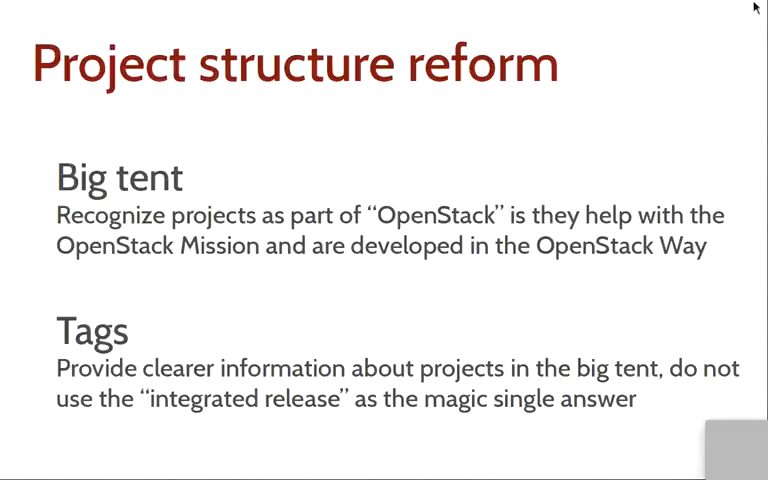 Project structure reform
Big tent
Recognize projects as part of “OpenStack” is they help with the
OpenStack Mission and are developed in the OpenStack Way
Tags
Provide clearer information about projects in the big tent, do not
use the “integrated release” as the magic single answer